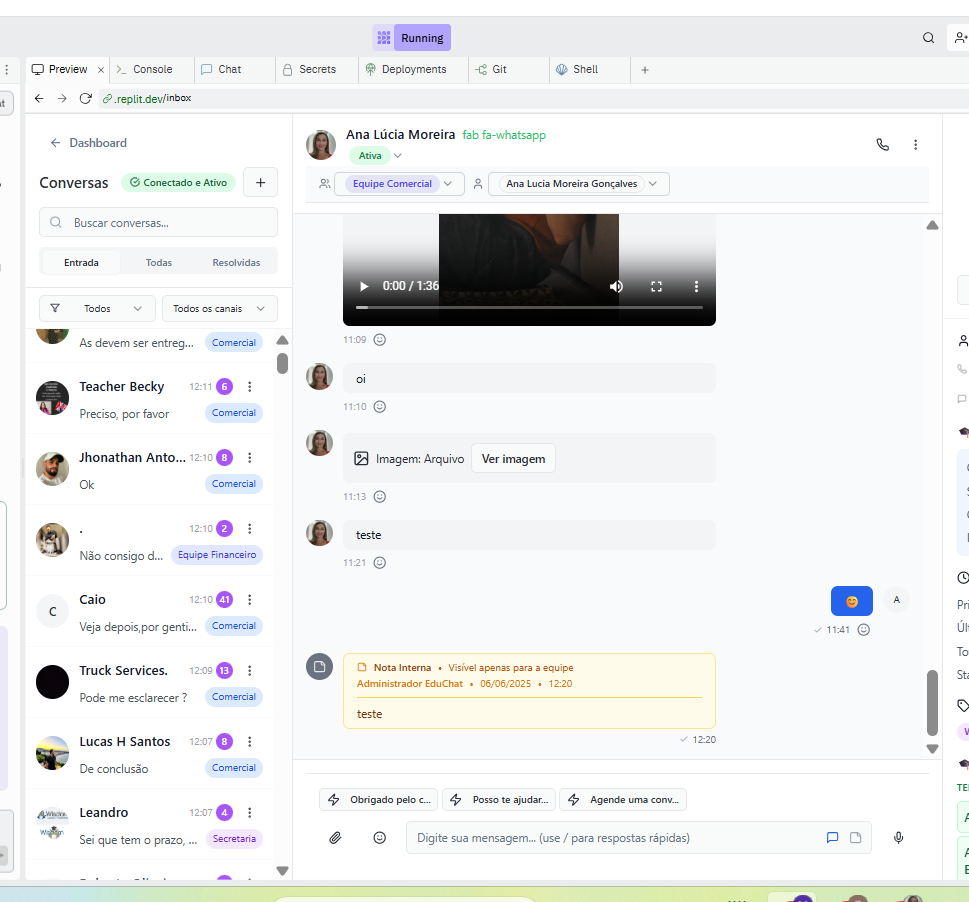 Running
Preview
Console
Chat
Secrets
Deployments
Git
Shell
.replit.dev/inbox
Dashboard
Conversas
Conectado e Ativo
Buscar conversas...
Entrada
Todas
Resolvidas
Todos
Todos os canais
As devem ser entreg...
Comercial
Teacher Becky
12:11
6
Preciso, por favor
Comercial
Jhonathan Anto...
12:10
8
Ok
Comercial
.
12:10
2
Não consigo d...
Equipe Financeiro
C
Caio
12:10
41
Veja depois,por genti...
Comercial
Truck Services.
12:09
13
Pode me esclarecer ?
Comercial
Lucas H Santos
12:07
8
De conclusão
Comercial
Leandro
12:07
4
Sei que tem o prazo, ...
Secretaria
Ana Lúcia Moreira
fab fa-whatsapp
Ativa
Equipe Comercial
Ana Lucia Moreira Gonçalves
0:00 / 1:36
11:09
oi
11:10
Imagem: Arquivo
Ver imagem
11:13
teste
11:21
A
11:41
Nota Interna • Visível apenas para a equipe
Administrador EduChat • 06/06/2025 • 12:20
teste
12:20
Obrigado pelo c...
Posso te ajudar...
Agende uma conv...
Digite sua mensagem... (use / para respostas rápidas)